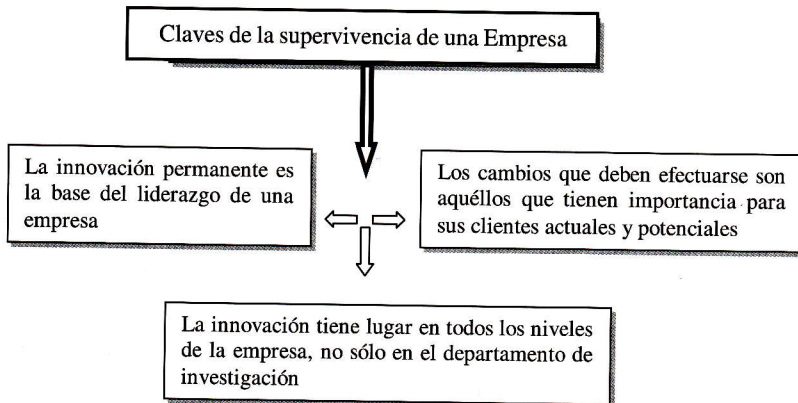 Claves de la supervivencia de una Empresa
La innovación permanente es
la base del liderazgo de una
empresa
Los cambios que deben efectuarse son
aquéllos que tienen importancia para
sus clientes actuales y potenciales
La innovación tiene lugar en todos los niveles
de la empresa, no sólo en el departamento de
investigación